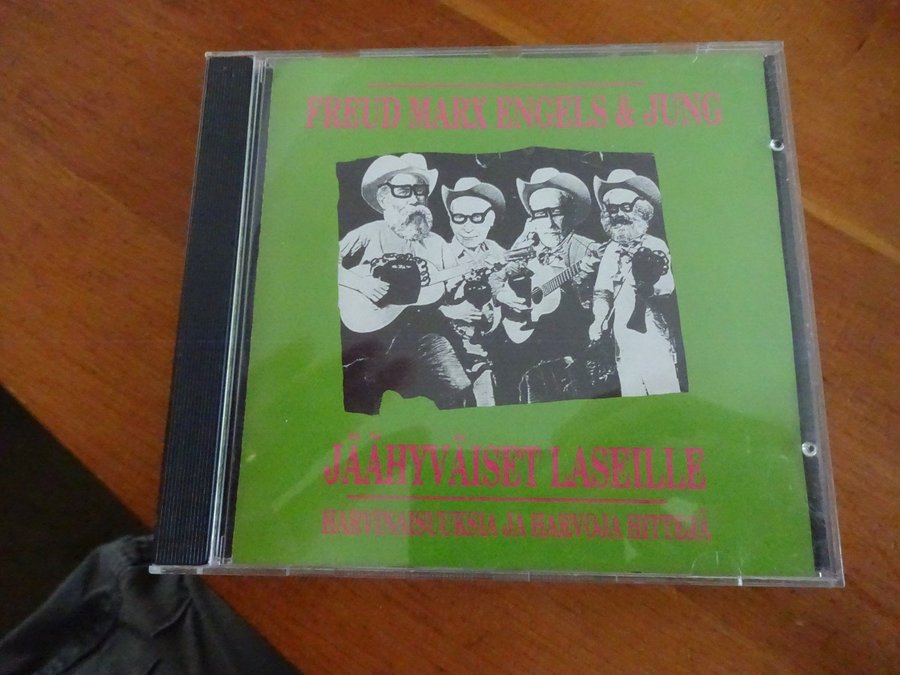 FREUD MARX ENGELS & JUNG
JÄÄHYVÄISET LASEILLE
HARVINAISUUKSIA JA HARVOJA HITTEJÄ